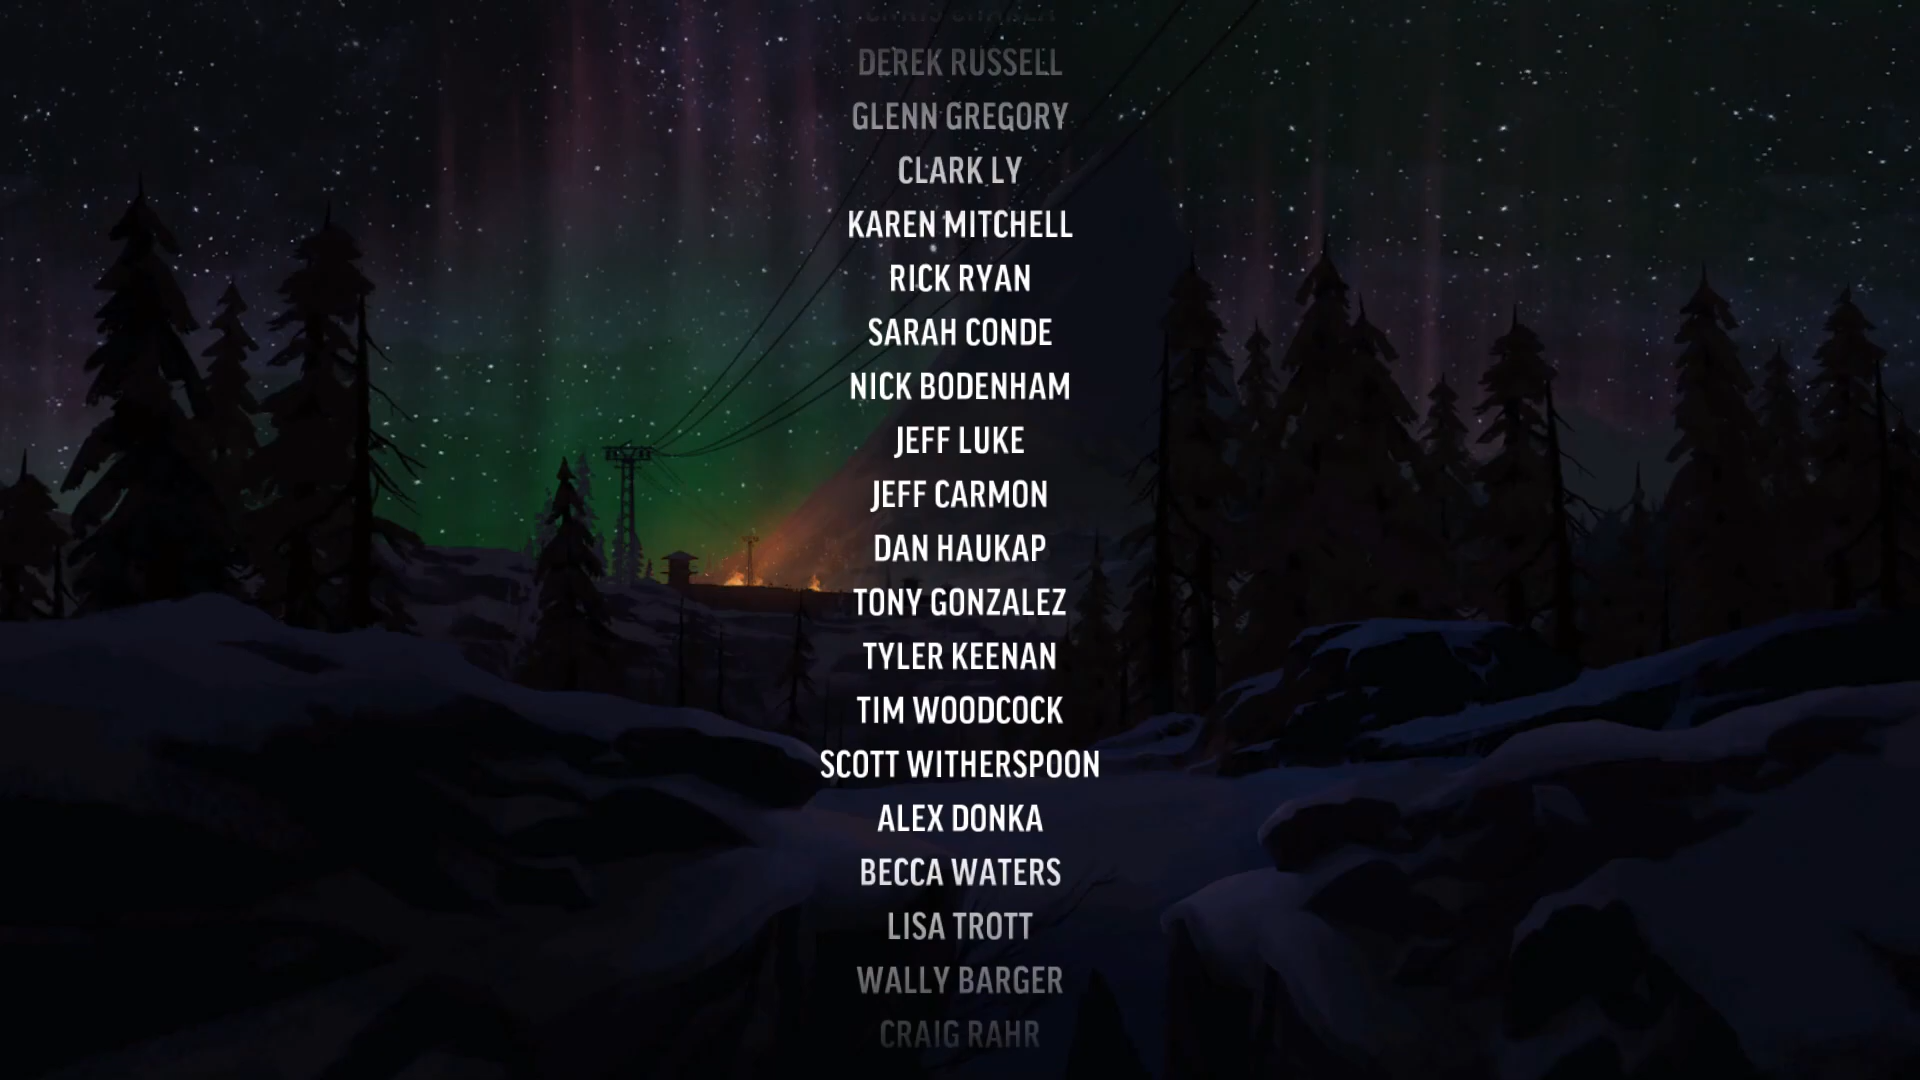 DEREK RUSSELL
GLENN GREGORY
CLARK LY
KAREN MITCHELL
RICK RYAN
SARAH CONDE
NICK BODENHAM
JEFF LUKE
JEFF CARMON
DAN HAUKAP
TONY GONZALEZ
TYLER KEENAN
TIM WOODCOCK
SCOTT WITHERSPOON
ALEX DONKA
BECCA WATERS
LISA TROTT
WALLY BARGER
CRAIG RAHR